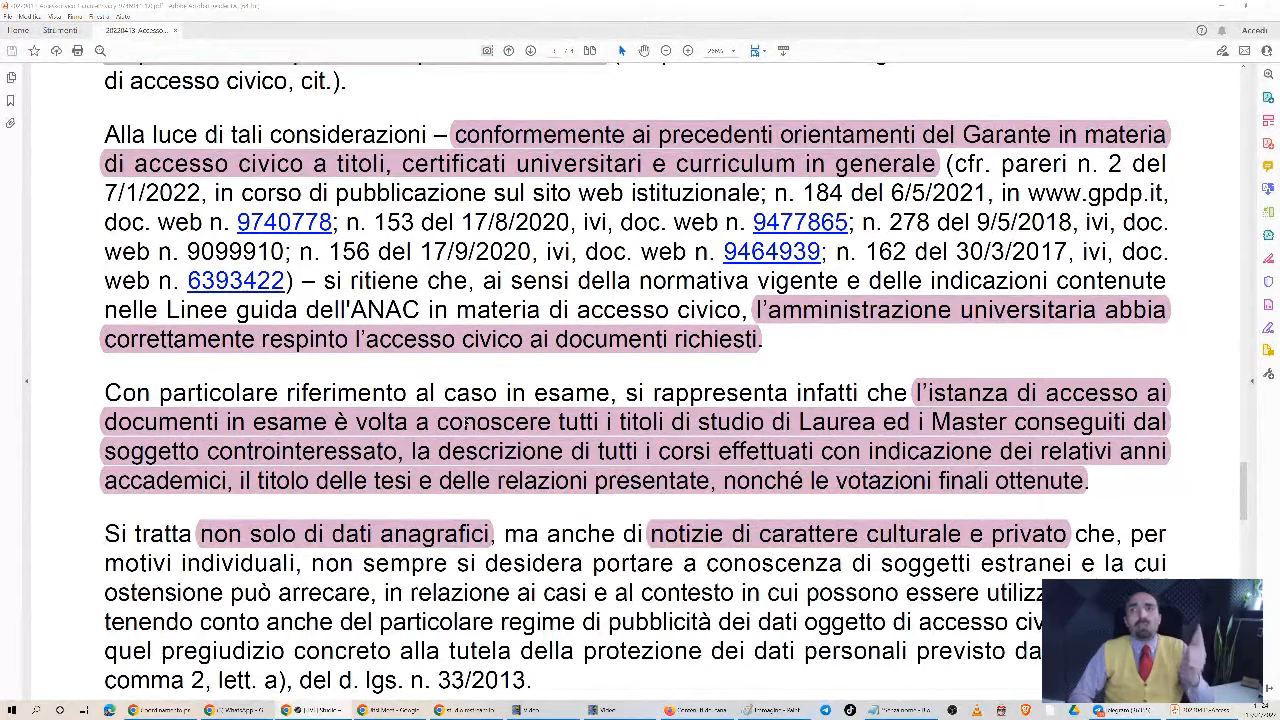 Modifica Vista Firma Finestra Aiuto
Home Strumenti 20220413 Accesso... × Accedi
di accesso civico, cit.).
Alla luce di tali considerazioni – conformemente ai precedenti orientamenti del Garante in materia
di accesso civico a titoli, certificati universitari e curriculum in generale (cfr. pareri n. 2 del
7/1/2022, in corso di pubblicazione sul sito web istituzionale; n. 184 del 6/5/2021, in www.gpdp.it,
doc. web n. 9740778; n. 153 del 17/8/2020, ivi, doc. web n. 9477865; n. 278 del 9/5/2018, ivi, doc.
web n. 9099910; n. 156 del 17/9/2020, ivi, doc. web n. 9464939; n. 162 del 30/3/2017, ivi, doc.
web n. 6393422) – si ritiene che, ai sensi della normativa vigente e delle indicazioni contenute
nelle Linee guida dell'ANAC in materia di accesso civico, l’amministrazione universitaria abbia
correttamente respinto l’accesso civico ai documenti richiesti.
Con particolare riferimento al caso in esame, si rappresenta infatti che l’istanza di accesso ai
documenti in esame è volta a conoscere tutti i titoli di studio di Laurea ed i Master conseguiti dal
soggetto controinteressato, la descrizione di tutti i corsi effettuati con indicazione dei relativi anni
accademici, il titolo delle tesi e delle relazioni presentate, nonché le votazioni finali ottenute.
Si tratta non solo di dati anagrafici, ma anche di notizie di carattere culturale e privato che, per
motivi individuali, non sempre si desidera portare a conoscenza di soggetti estranei e la cui
ostensione può arrecare, in relazione ai casi e al contesto in cui possono essere utilizz
tenendo conto anche del particolare regime di pubblicità dei dati oggetto di accesso civ
quel pregiudizio concreto alla tutela della protezione dei dati personali previsto da
comma 2, lett. a), del d. lgs. n. 33/2013.